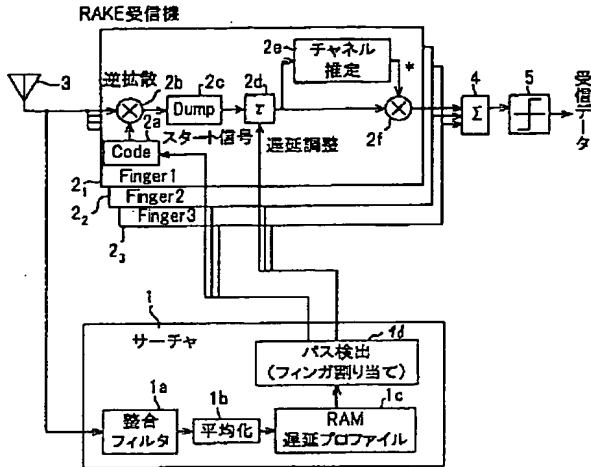 RAKE受信機
3
逆拡散
2b
2c
2d
2e
チャネル
推定
*
Dump
τ
2f
4
Σ
5
受信データ
2a
スタート信号
遅延調整
Code
2₁
Finger1
2₂
Finger2
2₃
Finger3
1
サーチャ
1d
パス検出
(フィンガ割り当て)
1a
整合
フィルタ
1b
平均化
1c
RAM
遅延プロファイル